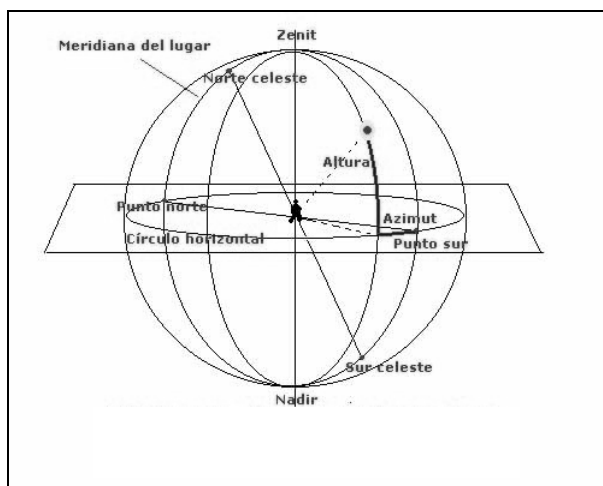 Zenit
Meridiana del lugar
Norte celeste
Altura
Punto norte
Azimut
Círculo horizontal
Punto sur
Sur celeste
Nadir